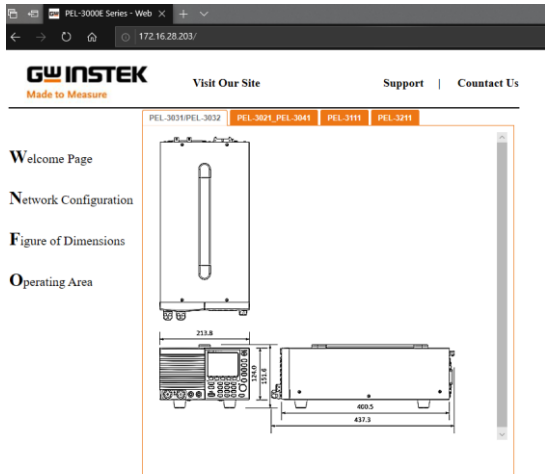 PEL-3000E Series - Web
172.16.28.203/
GW INSTEK
Made to Measure
Visit Our Site
Support | Countact Us
PEL-3031/PEL-3032 PEL-3021_PEL-3041 PEL-3111 PEL-3211
Welcome Page
Network Configuration
Figure of Dimensions
Operating Area
213.8
124.0
151.6
400.5
437.3